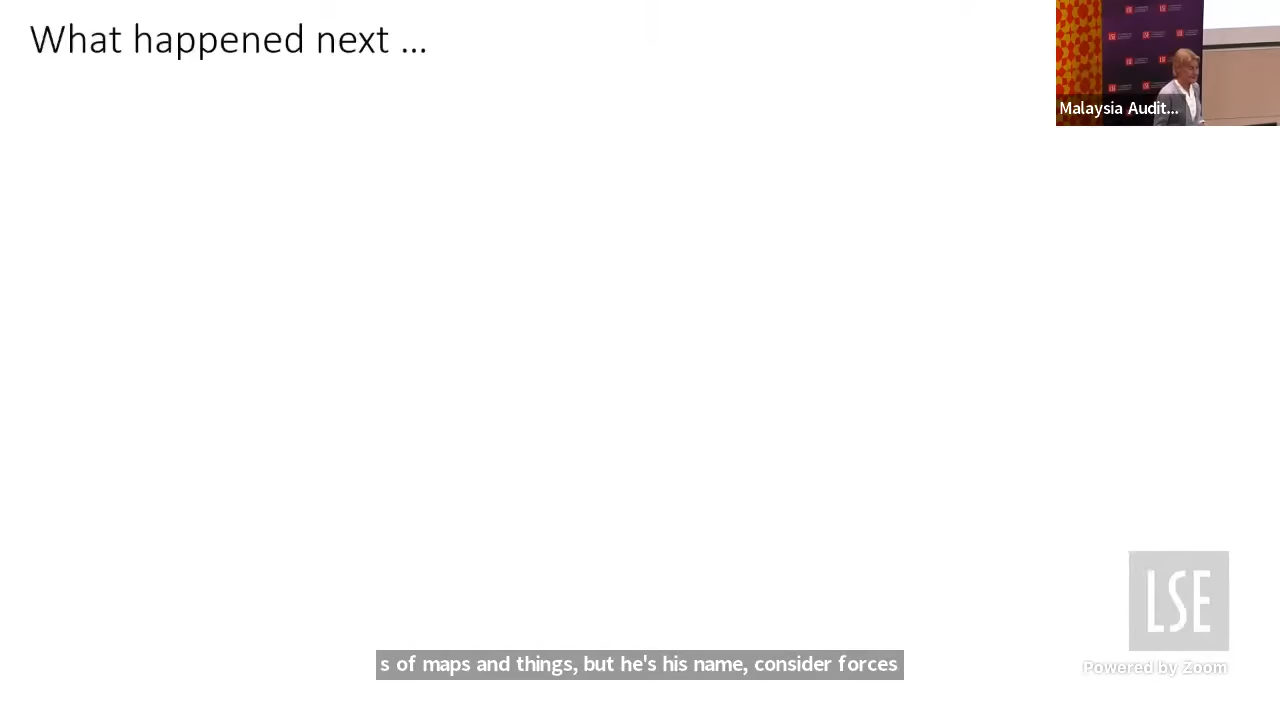 What happened next ...
Malaysia Audit...
LSE
s of maps and things, but he's his name, consider forces
Powered by Zoom